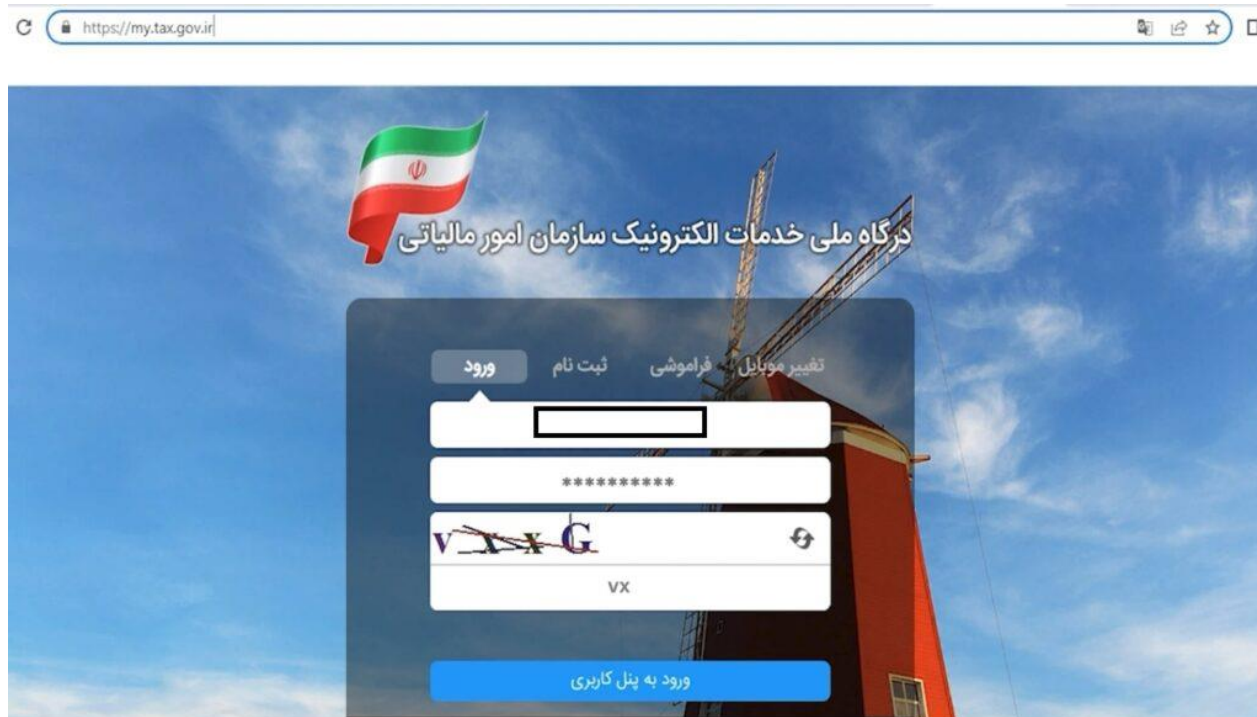 https://my.tax.gov.ir
درگاه ملی خدمات الکترونیک سازمان امور مالیاتی
تغییر موبایل فراموشی ثبت نام ورود
**********
V X X G
vx
ورود به پنل کاربری